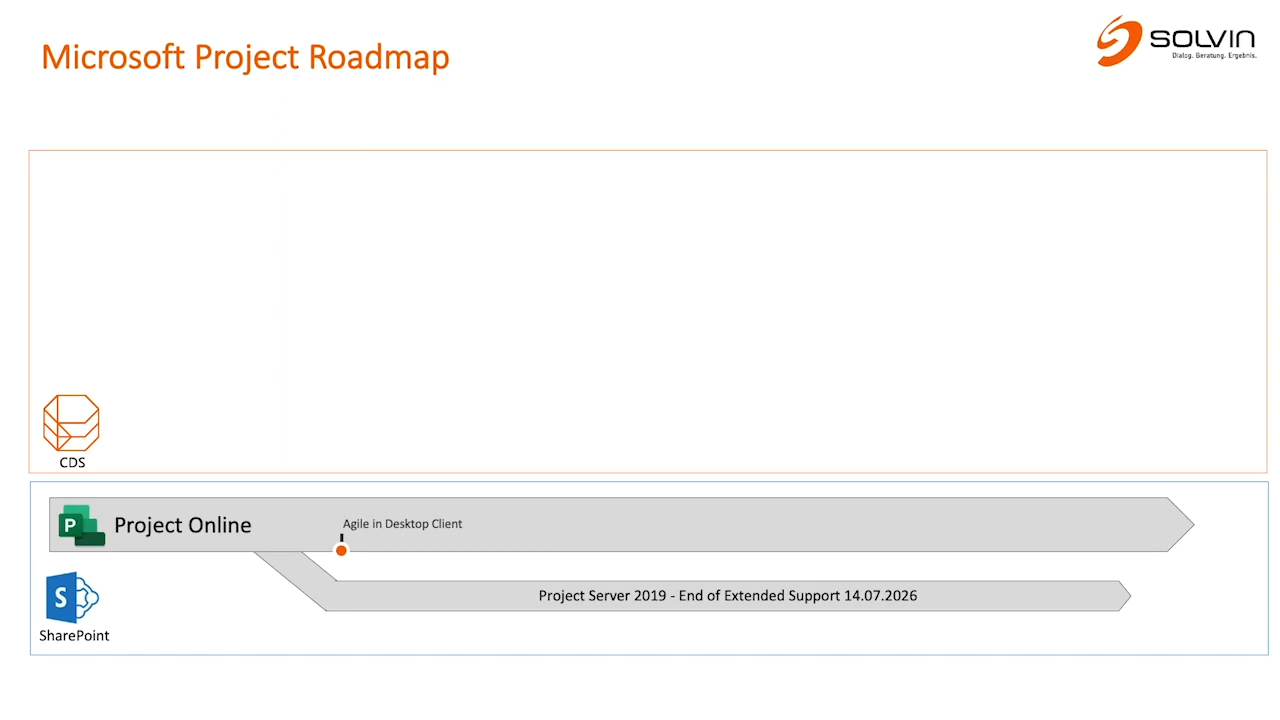 Microsoft Project Roadmap
SOLVIN
Dialog. Beratung. Ergebnis.
CDS
P
Project Online
Agile in Desktop Client
S
SharePoint
Project Server 2019 - End of Extended Support 14.07.2026